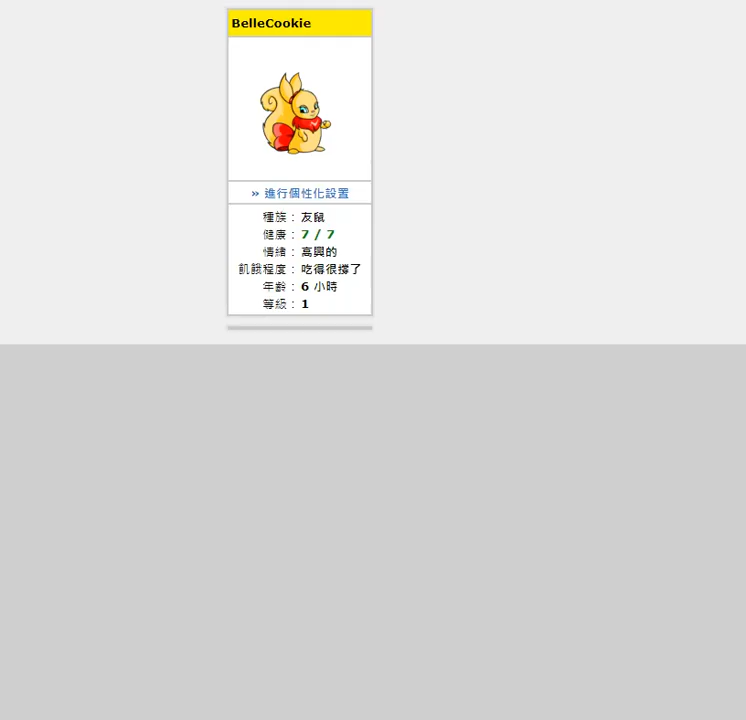 BelleCookie
» 進行個性化設置
種族： 友鼠
健康： 7 / 7
情緒： 高興的
飢餓程度： 吃得很撐了
年齡： 6 小時
等級： 1